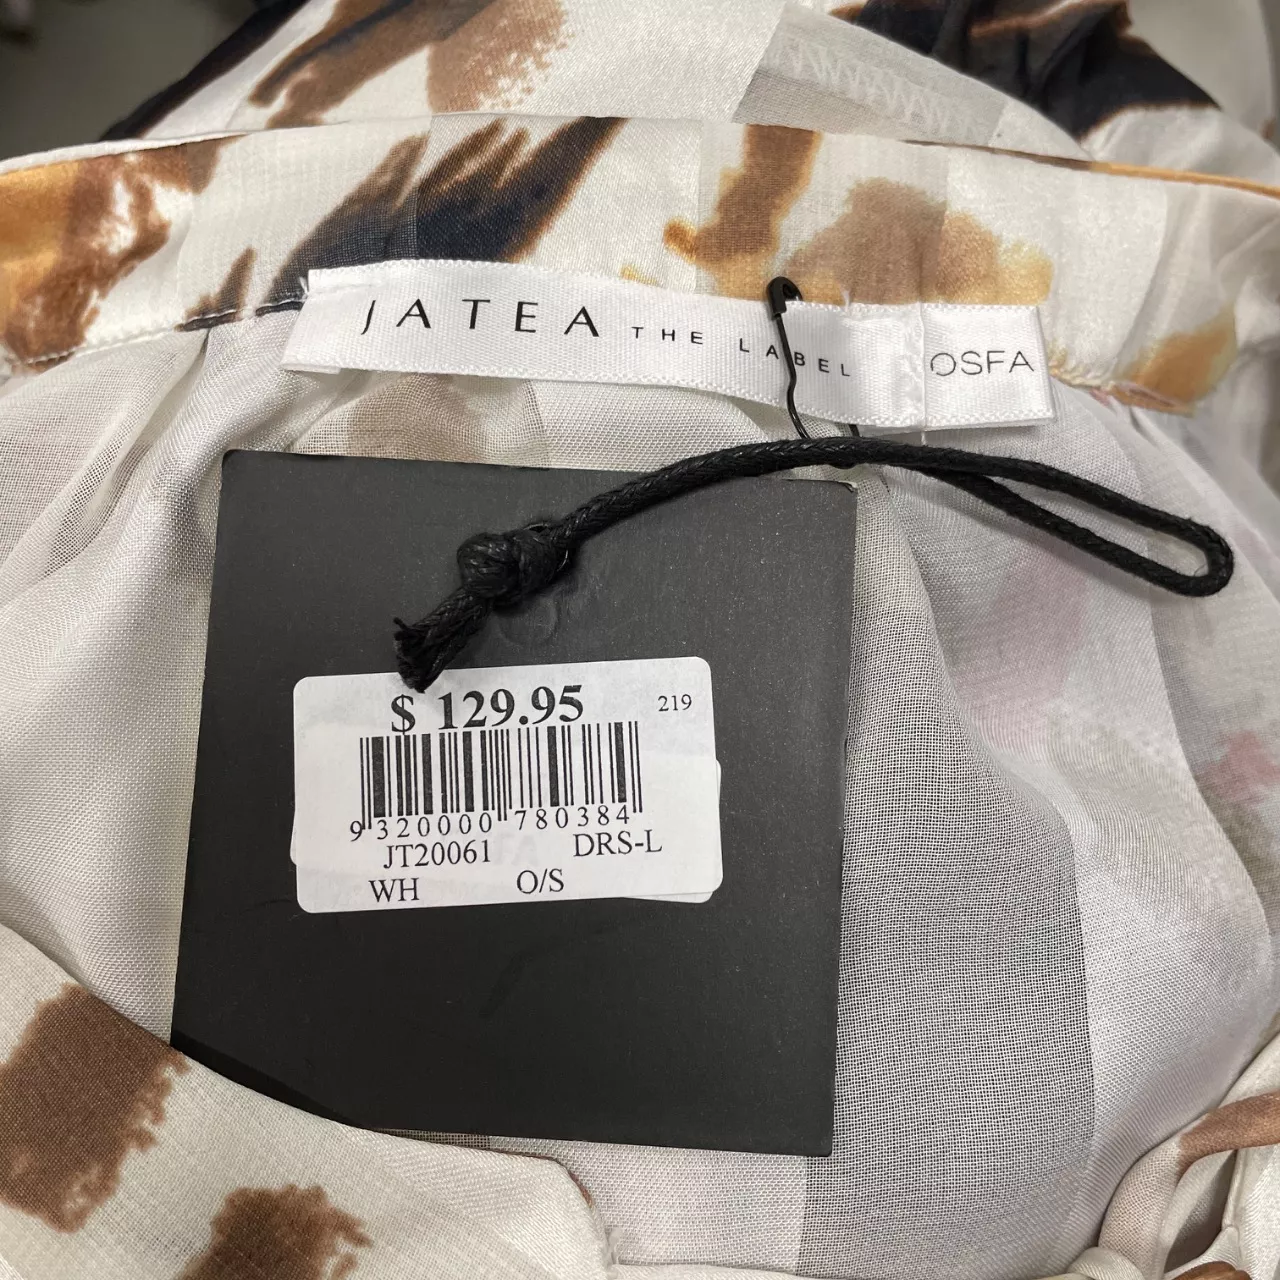 JATEA THE LABEL
OSFA
$ 129.95
219
9 320000 780384
JT20061 DRS-L
WH O/S